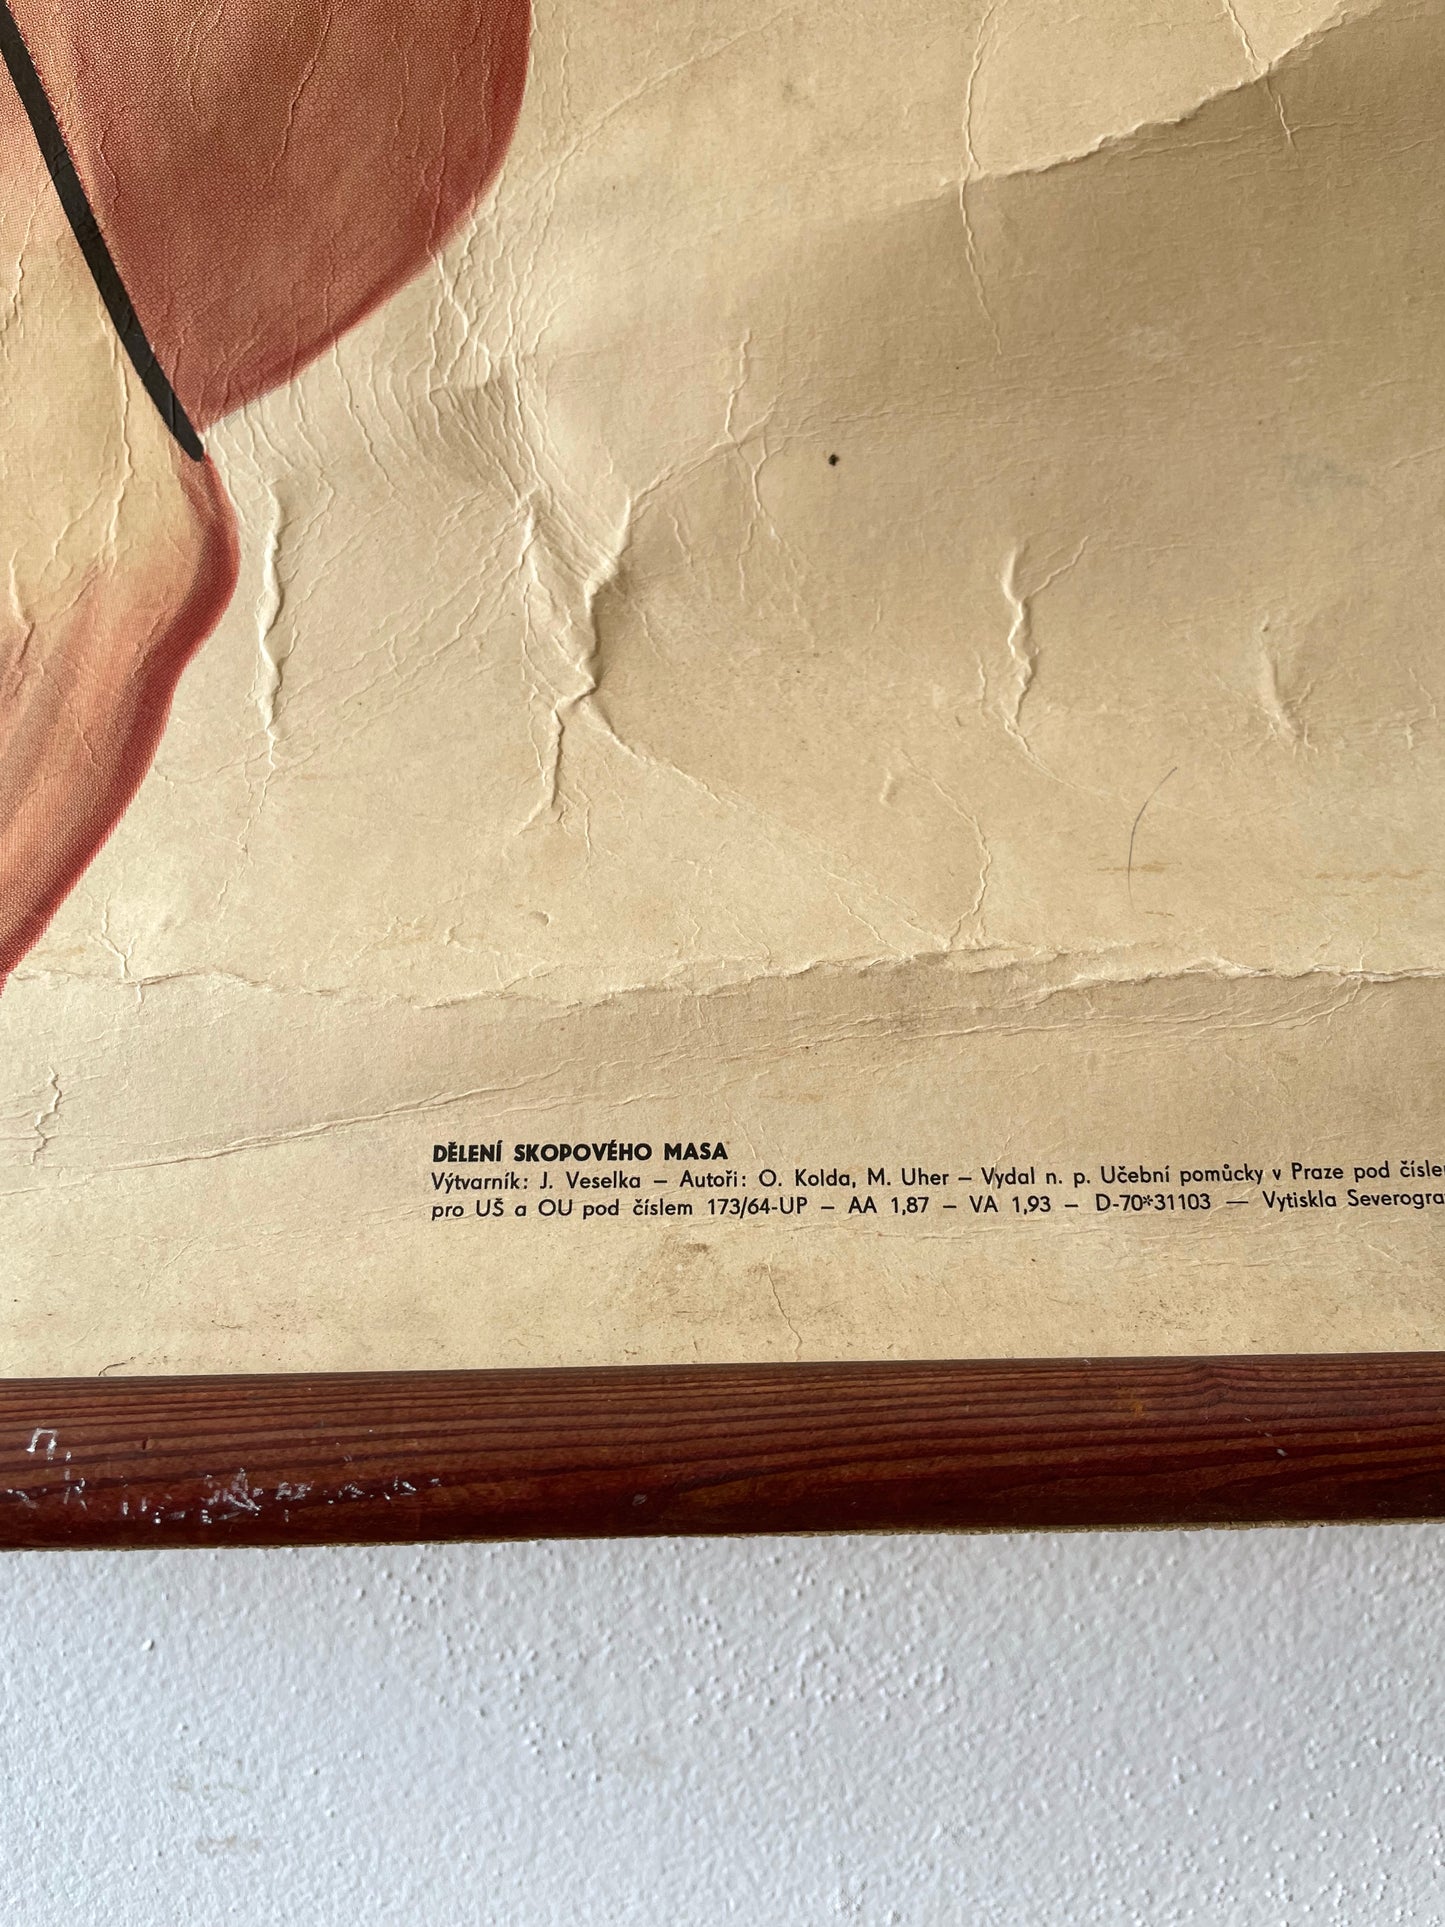 DĚLENÍ SKOPOVÉHO MASA
Výtvarník: J. Veselka – Autoři: O. Kolda, M. Uher – Vydal n. p. Učební pomůcky v Praze pod
pro UŠ a OU pod číslem 173/64-UP – AA 1,87 – VA 1,93 – D-70*31103 — Vytiskla